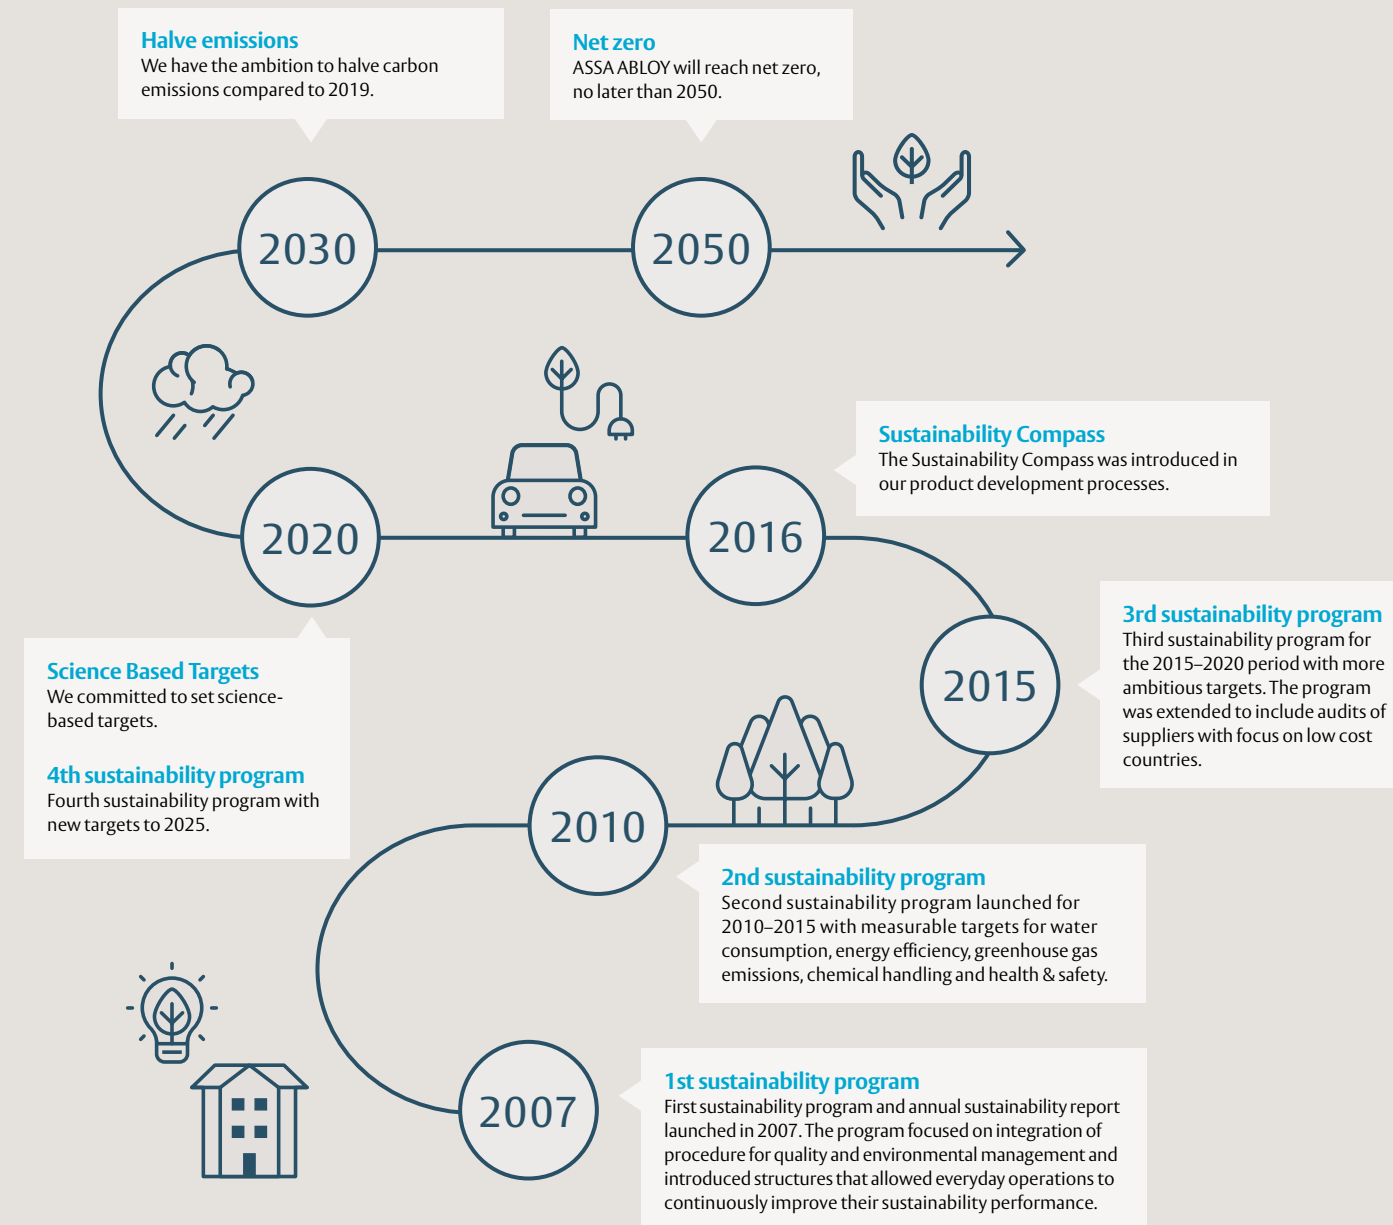 Halve emissions
We have the ambition to halve carbon
emissions compared to 2019.
Net zero
ASSA ABLOY will reach net zero,
no later than 2050.
2030
2050
Sustainability Compass
The Sustainability Compass was introduced in
our product development processes.
2020
2016
3rd sustainability program
Third sustainability program for
the 2015–2020 period with more
ambitious targets. The program
was extended to include audits of
suppliers with focus on low cost
countries.
2015
Science Based Targets
We committed to set science-
based targets.
4th sustainability program
Fourth sustainability program with
new targets to 2025.
2010
2nd sustainability program
Second sustainability program launched for
2010–2015 with measurable targets for water
consumption, energy efficiency, greenhouse gas
emissions, chemical handling and health & safety.
2007
1st sustainability program
First sustainability program and annual sustainability report
launched in 2007. The program focused on integration of
procedure for quality and environmental management and
introduced structures that allowed everyday operations to
continuously improve their sustainability performance.